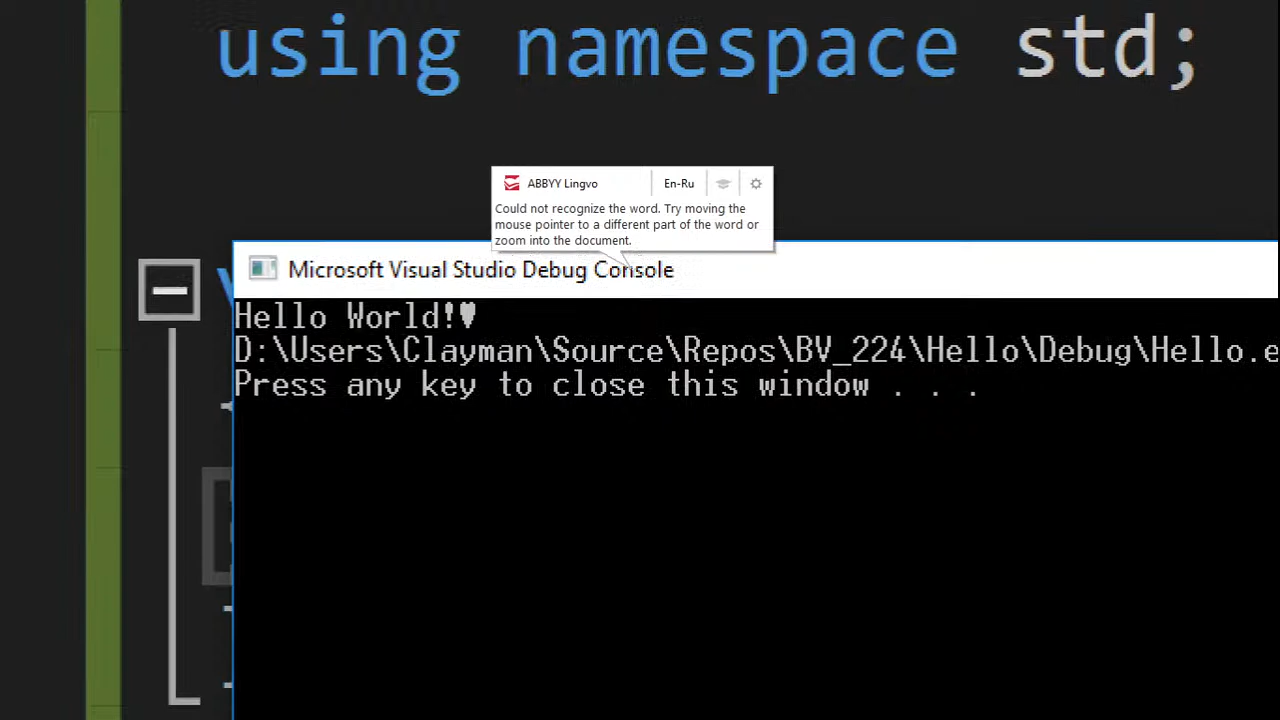 using namespace std;
ABBYY Lingvo En-Ru
Could not recognize the word. Try moving the
mouse pointer to a different part of the word or
zoom into the document.
Microsoft Visual Studio Debug Console
Hello World!♥
D:\Users\Clayman\Source\Repos\BV_224\Hello\Debug\Hello.e
Press any key to close this window . . .